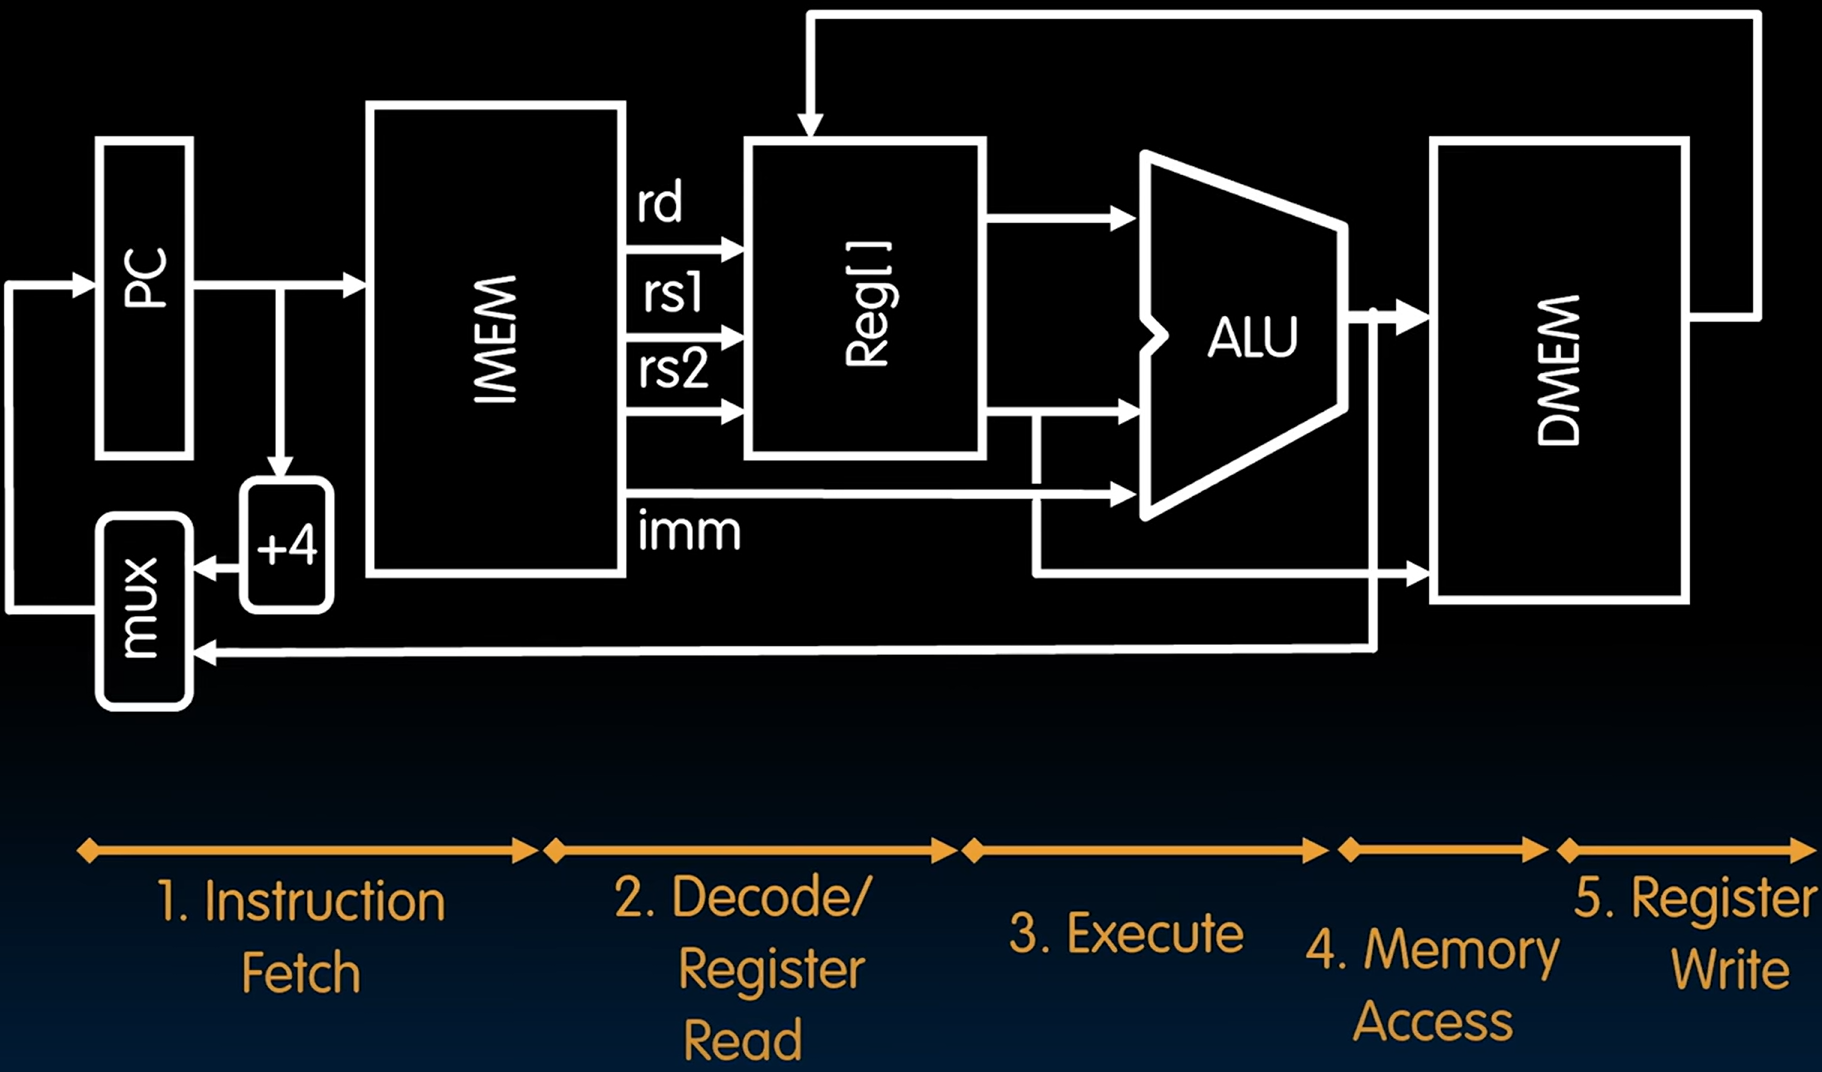 PC
IMEM
rd
rs1
rs2
imm
Reg[]
ALU
DMEM
+4
mux
1. Instruction
Fetch
2. Decode/
Register
Read
3. Execute
4. Memory
Access
5. Register
Write